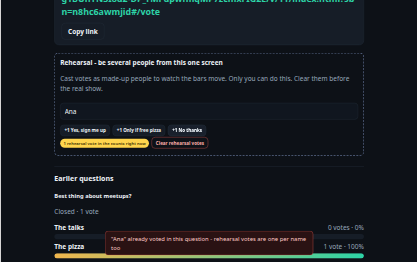 n=n8hc6awmjid#/vote
Copy link
Rehearsal - be several people from this one screen
Cast votes as made-up people to watch the bars move. Only you can do this. Clear them before
the real show.
Ana
+1 Yes, sign me up +1 Only if free pizza +1 No thanks
1 rehearsal vote in the counts right now Clear rehearsal votes
Earlier questions
Best thing about meetups?
Closed · 1 vote
The talks 0 votes · 0%
"Ana" already voted in this question - rehearsal votes are one per name
too
The pizza 1 vote · 100%